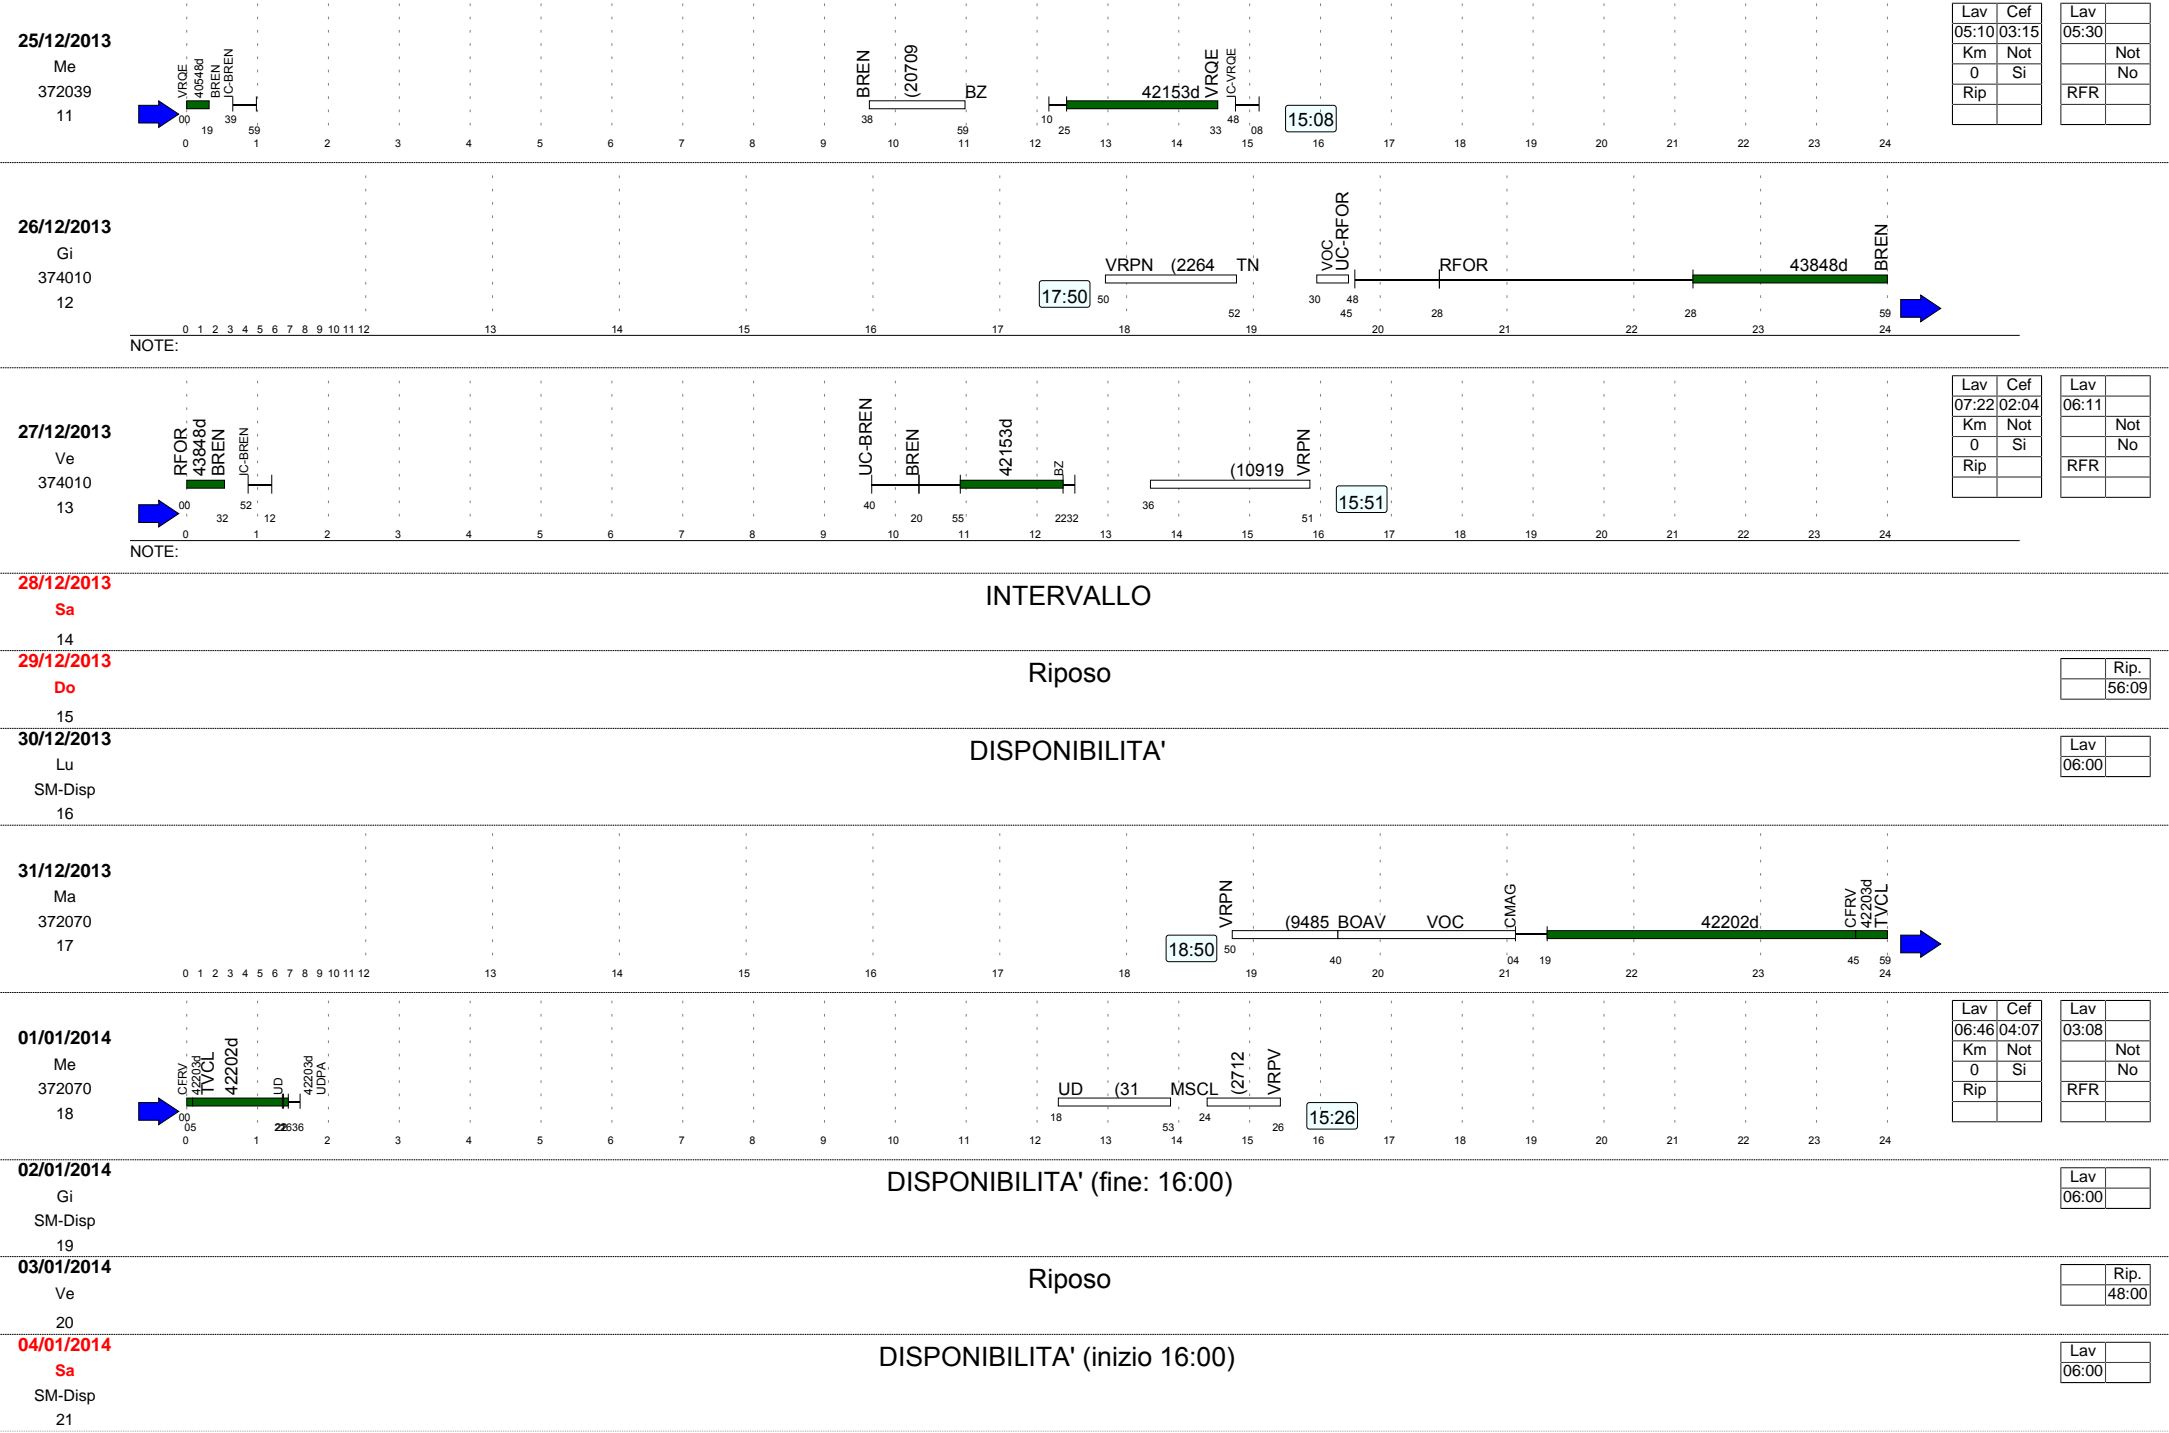 25/12/2013
Me
372039
11
VRQE
40548d
BREN
IC-BREN
00
19
39
59
BREN
(20709
BZ
38
59
10
25
42153d
VRQE
IC-VRQE
33
48
08
15:08
0 1 2 3 4 5 6 7 8 9 10 11 12 13 14 15 16 17 18 19 20 21 22 23 24
Lav Cef
05:10 03:15
Km Not
0 Si
Rip
Lav
05:30
Not
No
RFR
26/12/2013
Gi
374010
12
17:50
50
VRPN (2264 TN
52
VOC
UC-RFOR
30
45
48
RFOR
28
28
43848d
BREN
59
0 1 2 3 4 5 6 7 8 9 10 11 12 13 14 15 16 17 18 19 20 21 22 23 24
NOTE:
27/12/2013
Ve
374010
13
RFOR
43848d
BREN
IC-BREN
00
32
52
12
UC-BREN
BREN
42153d
BZ
40
20
55
2232
(10919
VRPN
36
51
15:51
0 1 2 3 4 5 6 7 8 9 10 11 12 13 14 15 16 17 18 19 20 21 22 23 24
NOTE:
Lav Cef
07:22 02:04
Km Not
0 Si
Rip
Lav
06:11
Not
No
RFR
28/12/2013
Sa
14
INTERVALLO
29/12/2013
Do
15
Riposo
Rip.
56:09
30/12/2013
Lu
SM-Disp
16
DISPONIBILITA'
Lav
06:00
31/12/2013
Ma
372070
17
18:50
VRPN
50
(9485 BOAV VOC
40
CMAG
04
19
42202d
CFRV
42203d
TVCL
45
59
0 1 2 3 4 5 6 7 8 9 10 11 12 13 14 15 16 17 18 19 20 21 22 23 24
01/01/2014
Me
372070
18
CFRV
42203d
TVCL
42202d
UD
42203d
UDPA
00
05
36
UD (31 MSCL
18
53
(2712
VRPV
24
26
15:26
0 1 2 3 4 5 6 7 8 9 10 11 12 13 14 15 16 17 18 19 20 21 22 23 24
Lav Cef
06:46 04:07
Km Not
0 Si
Rip
Lav
03:08
Not
No
RFR
02/01/2014
Gi
SM-Disp
19
DISPONIBILITA' (fine: 16:00)
Lav
06:00
03/01/2014
Ve
20
Riposo
Rip.
48:00
04/01/2014
Sa
SM-Disp
21
DISPONIBILITA' (inizio 16:00)
Lav
06:00